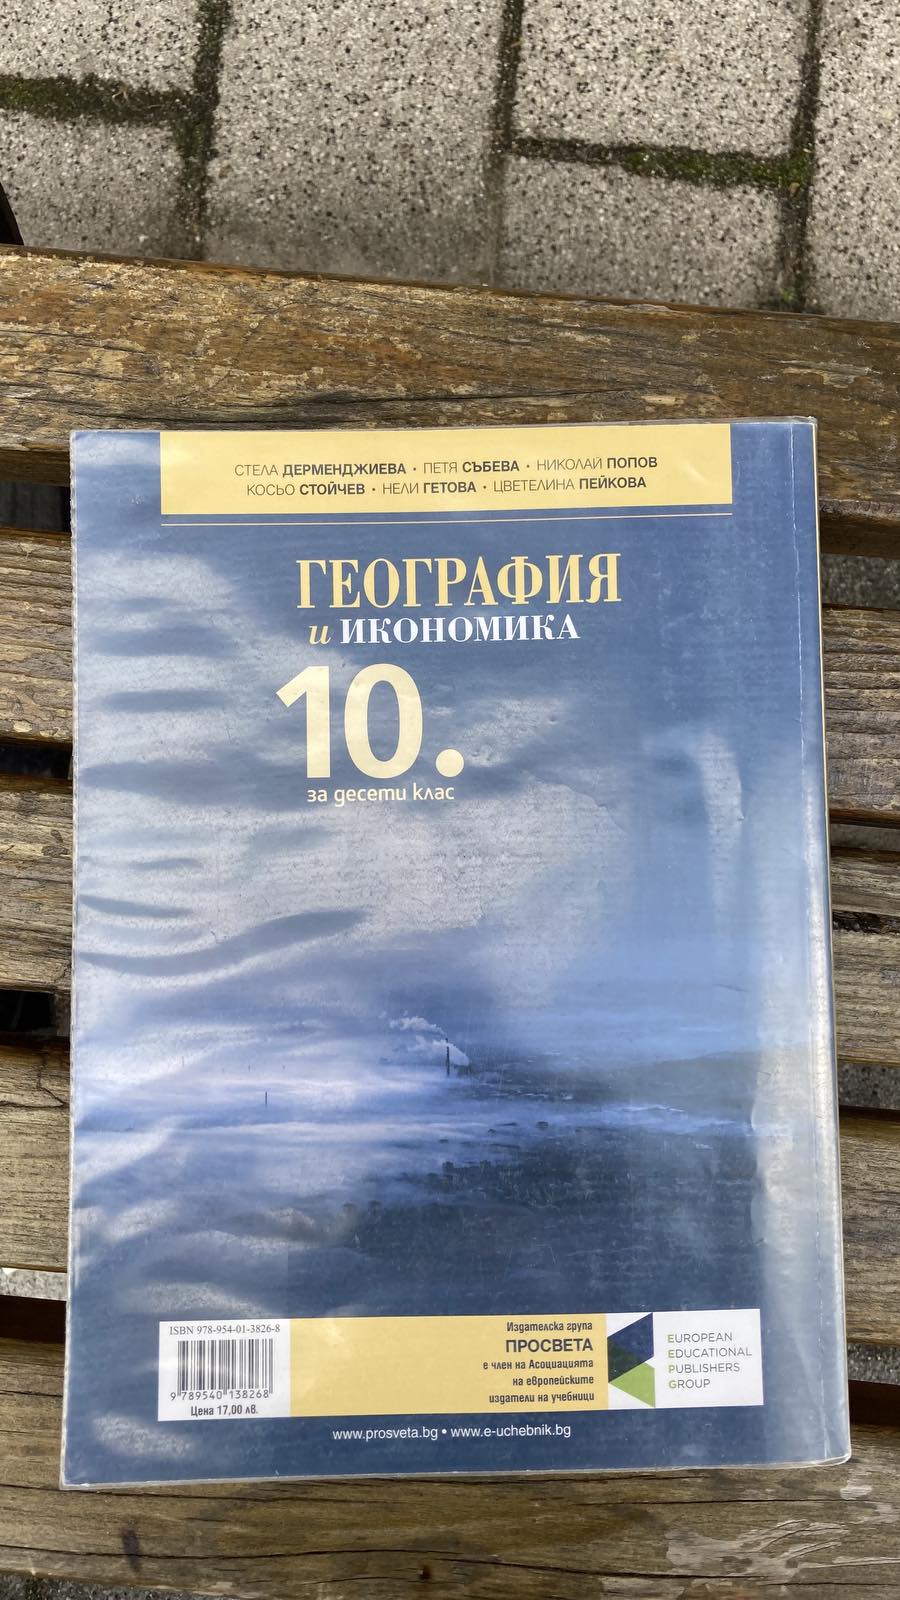 СТЕЛА ДЕРМЕНДЖИЕВА • ПЕТЯ СЪБЕВА • НИКОЛАЙ ПОПОВ
КОСЬО СТОЙЧЕВ • НЕЛИ ГЕТОВА • ЦВЕТЕЛИНА ПЕЙКОВА
ГЕОГРАФИЯ
и ИКОНОМИКА
10.
за десети клас
ISBN 978-954-01-3826-8
9 789540 138268
Цена 17,00 лв.
Издателска група
ПРОСВЕТА
е член на Асоциацията
на европейските
издатели на учебници
EUROPEAN
EDUCATIONAL
PUBLISHERS
GROUP
www.prosveta.bg • www.e-uchebnik.bg